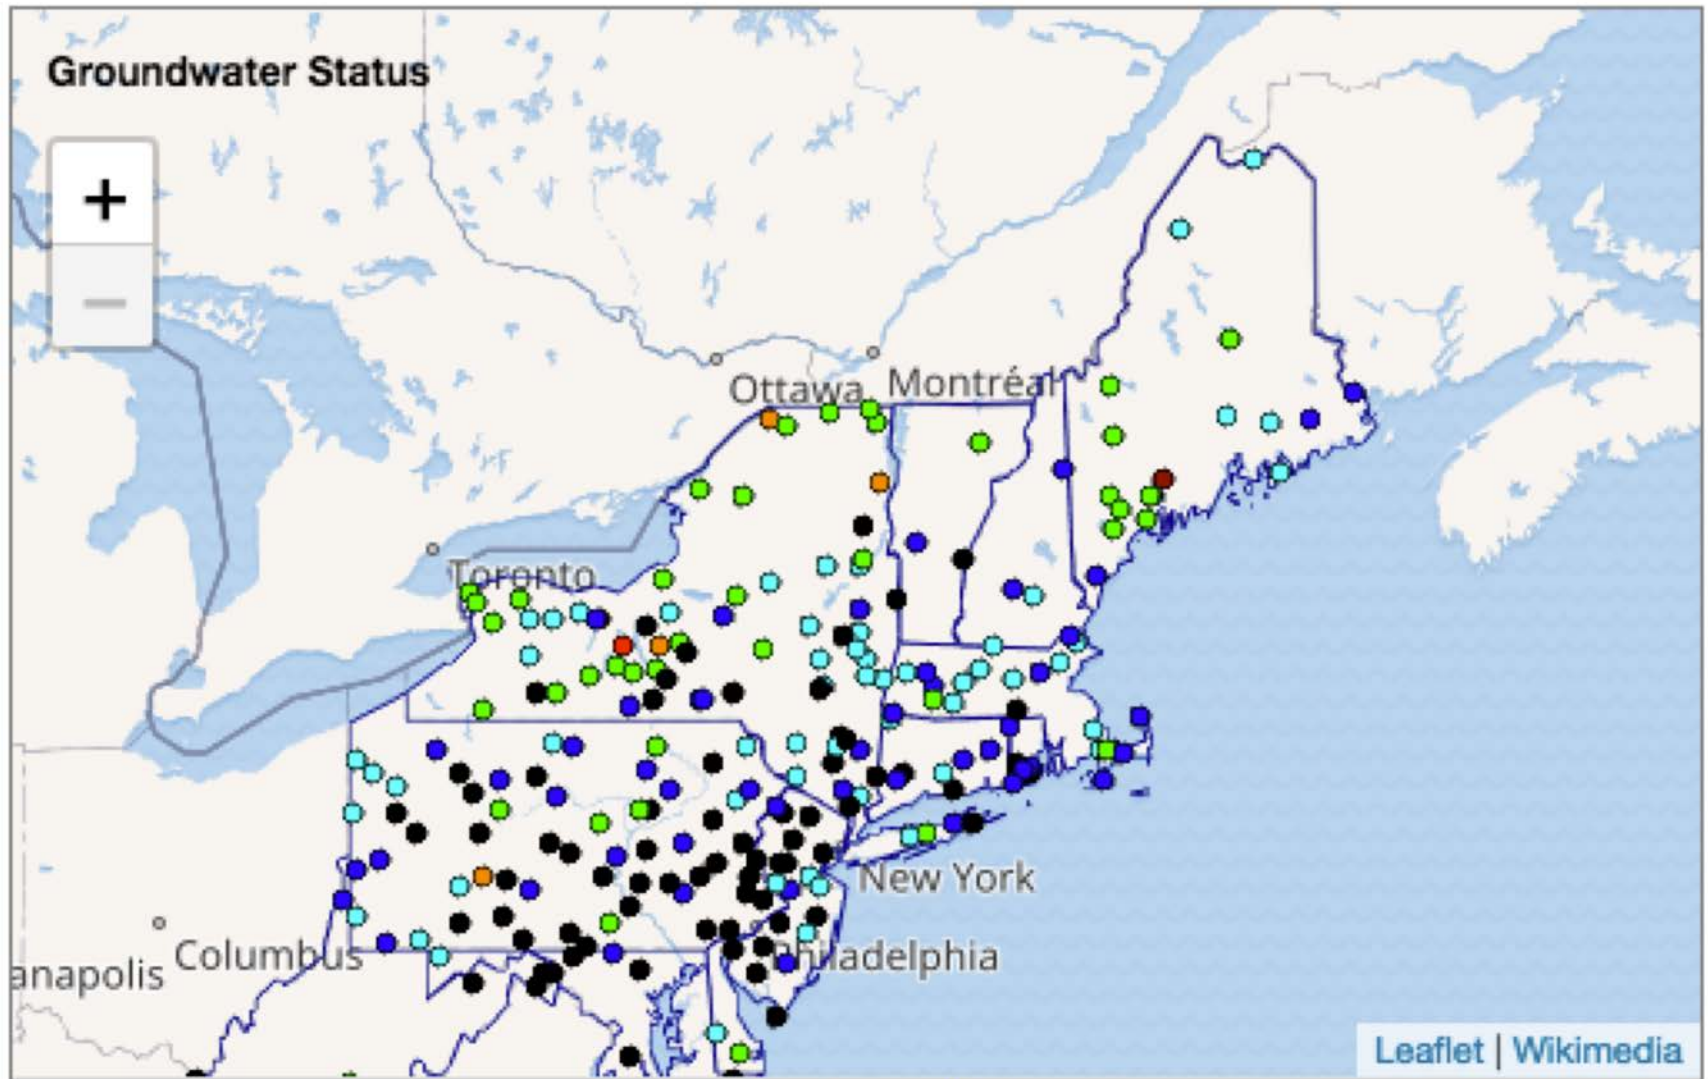 Groundwater Status
+
−
Ottawa
Montréal
Toronto
New York
Columbus
Philadelphia
anapolis
Leaflet | Wikimedia